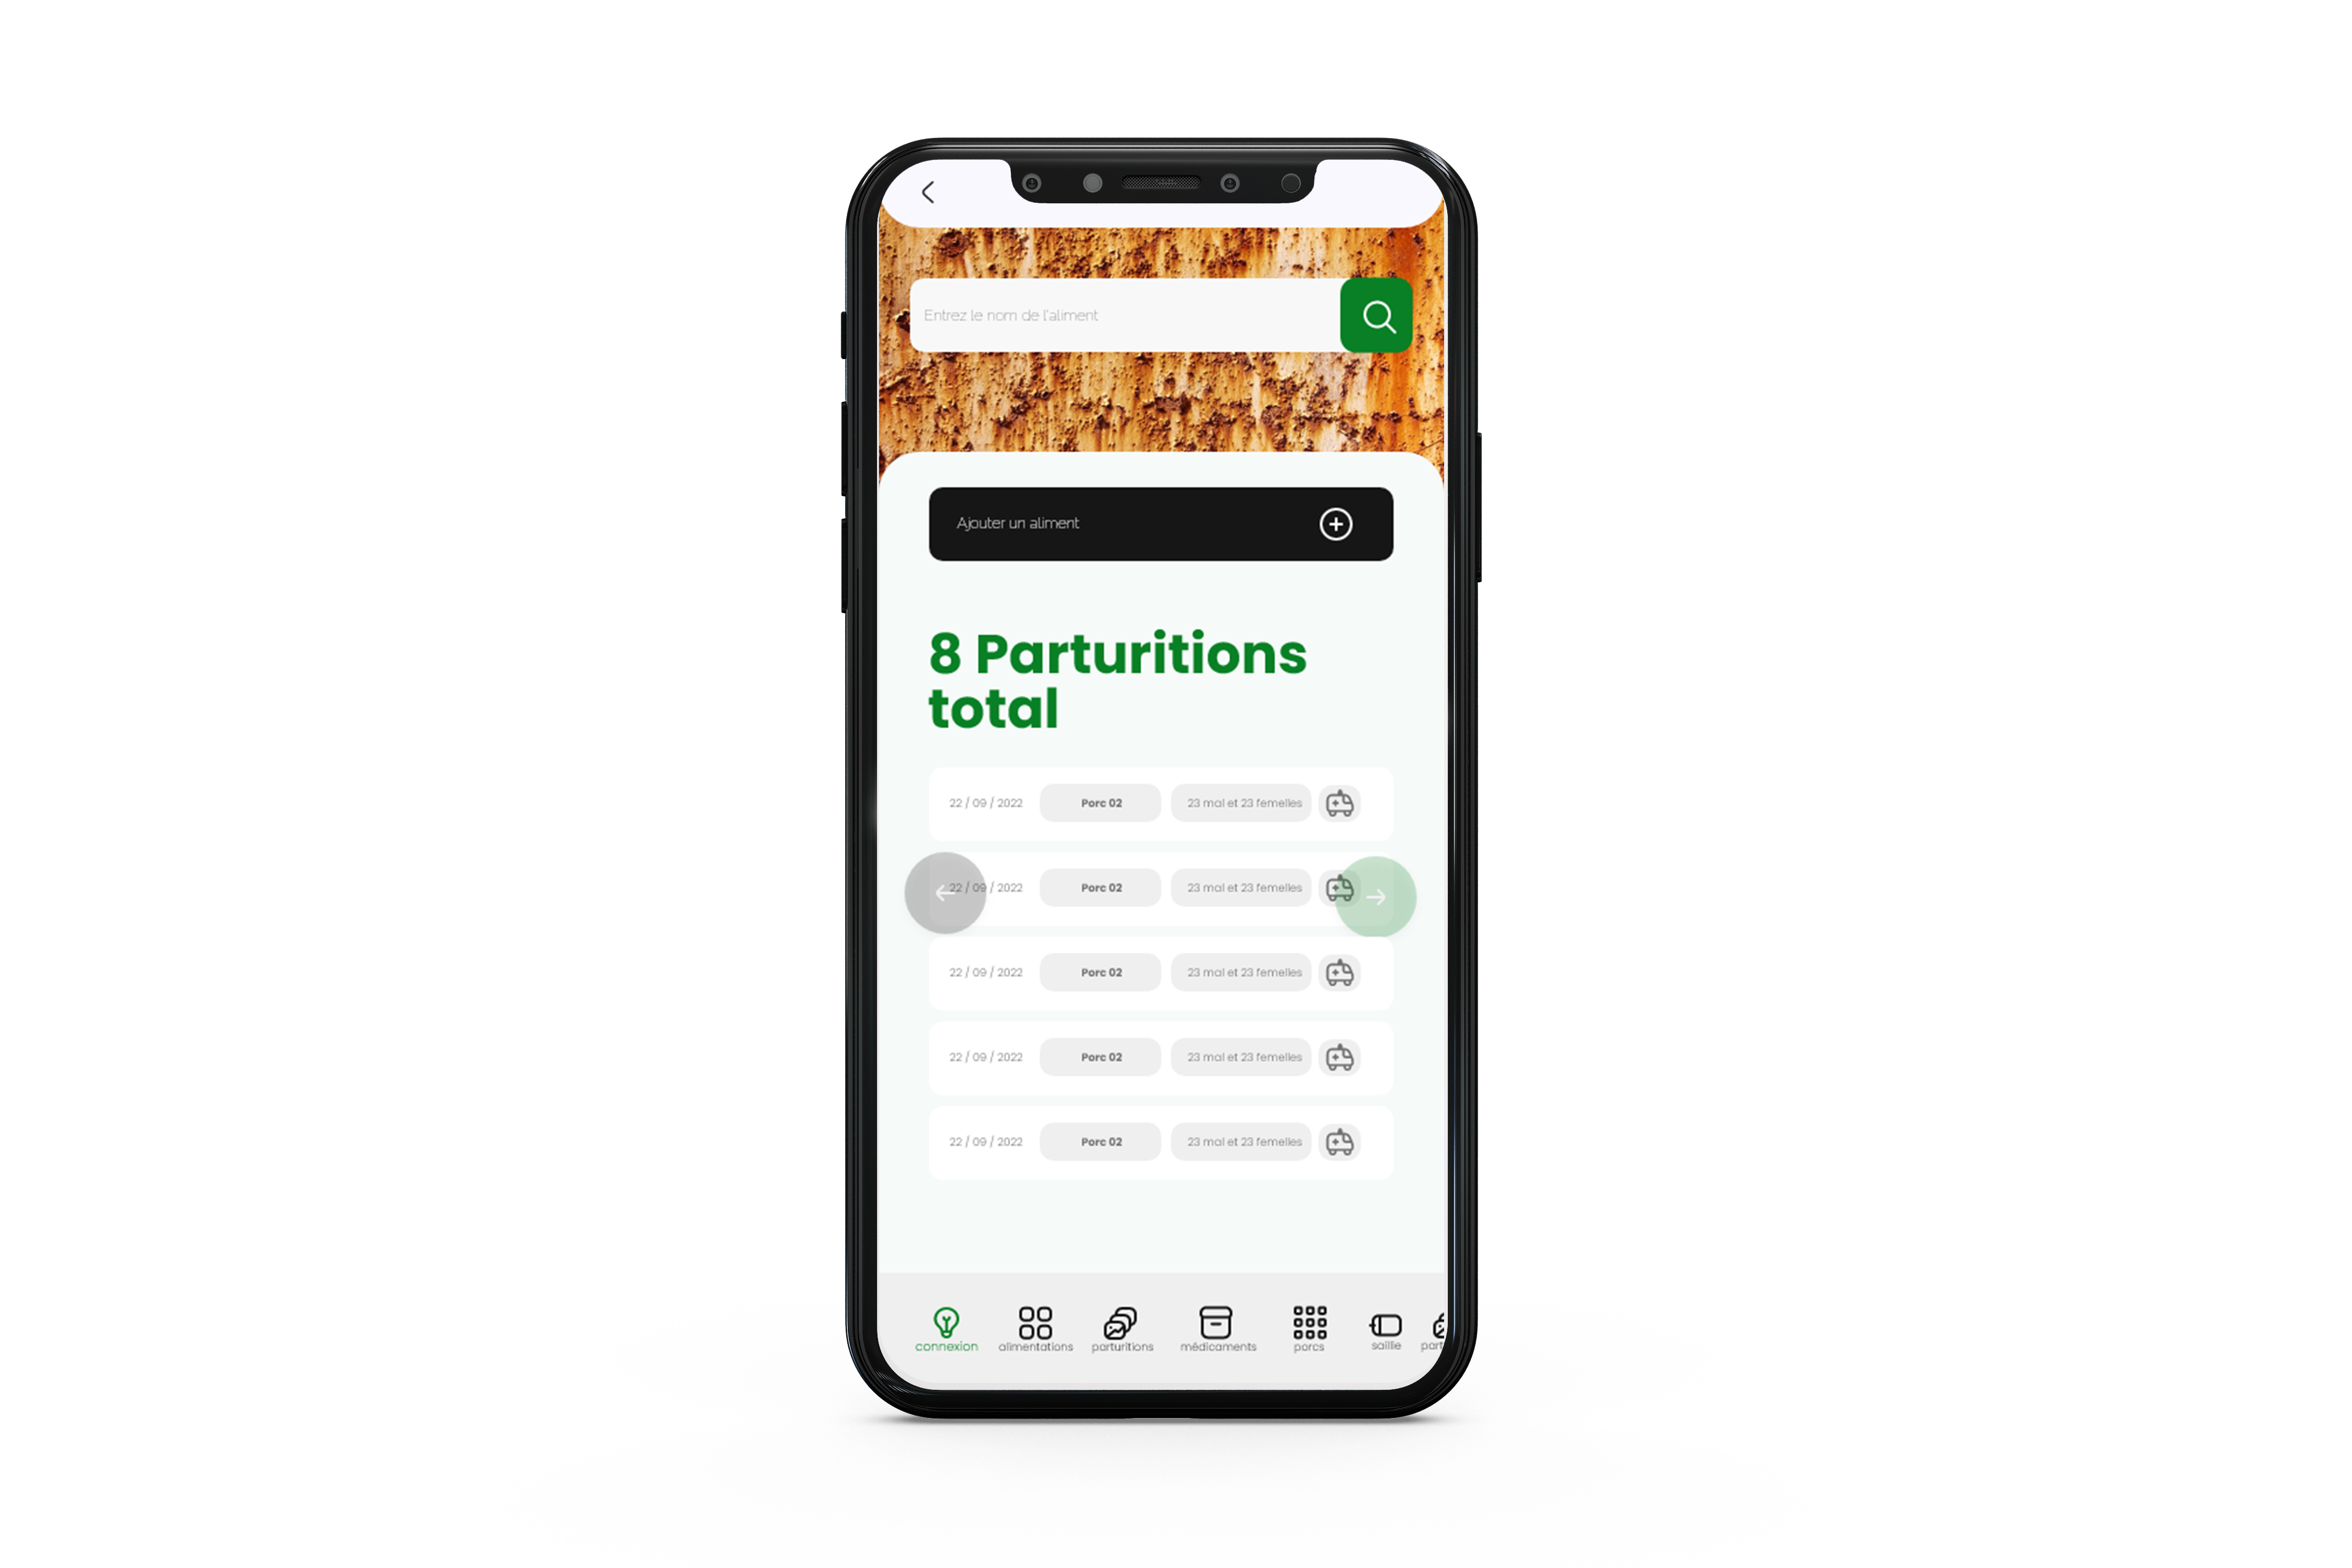 Entrez le nom de l'aliment
Ajouter un aliment
8 Parturitions
total
22 / 09 / 2022 Porc 02 23 mal et 23 femelles
22 / 09 / 2022 Porc 02 23 mal et 23 femelles
22 / 09 / 2022 Porc 02 23 mal et 23 femelles
22 / 09 / 2022 Porc 02 23 mal et 23 femelles
22 / 09 / 2022 Porc 02 23 mal et 23 femelles
connexion alimentations parturitions médicaments porcs saillie